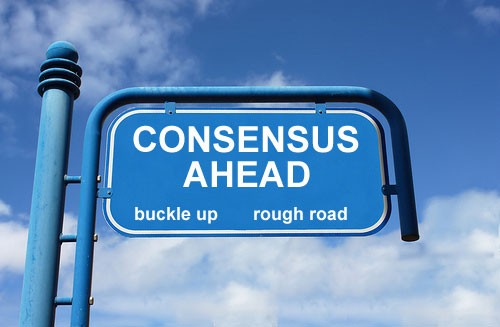 CONSENSUS
AHEAD
buckle up rough road